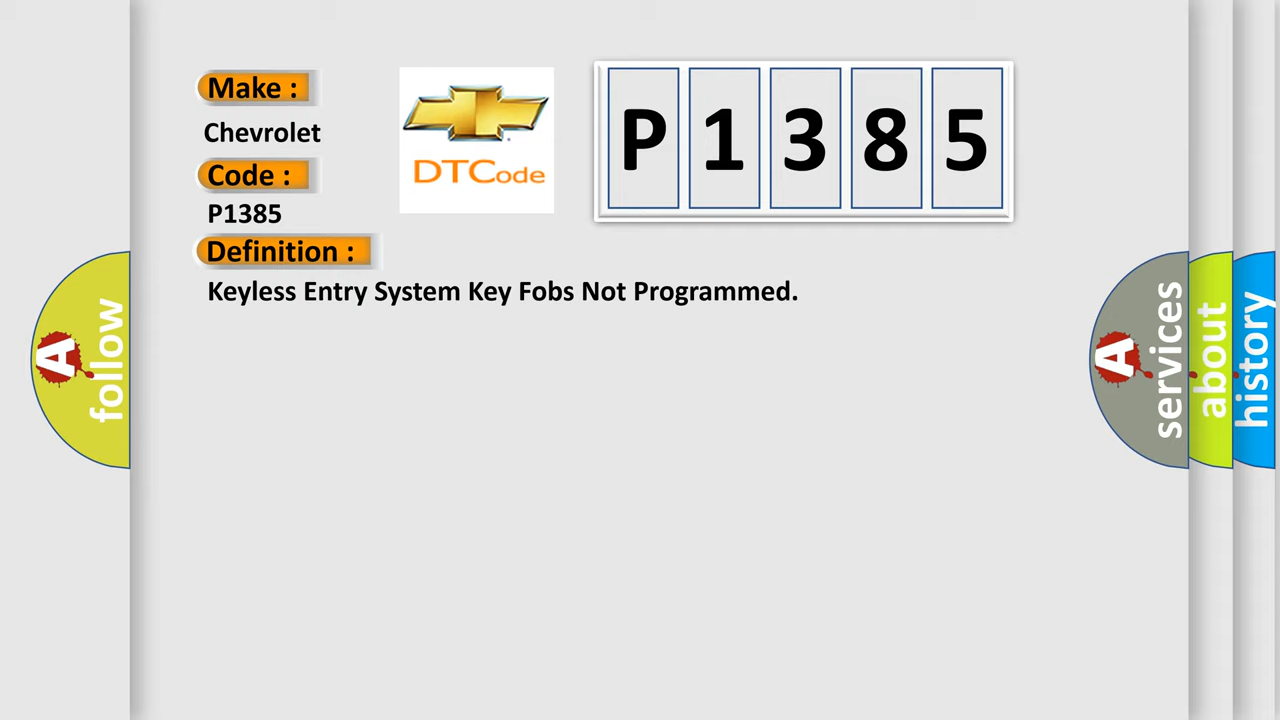 Make :
Chevrolet
Code :
P1385
Definition :
Keyless Entry System Key Fobs Not Programmed.
DTCode
P 1 3 8 5
A follow
A services
about
history